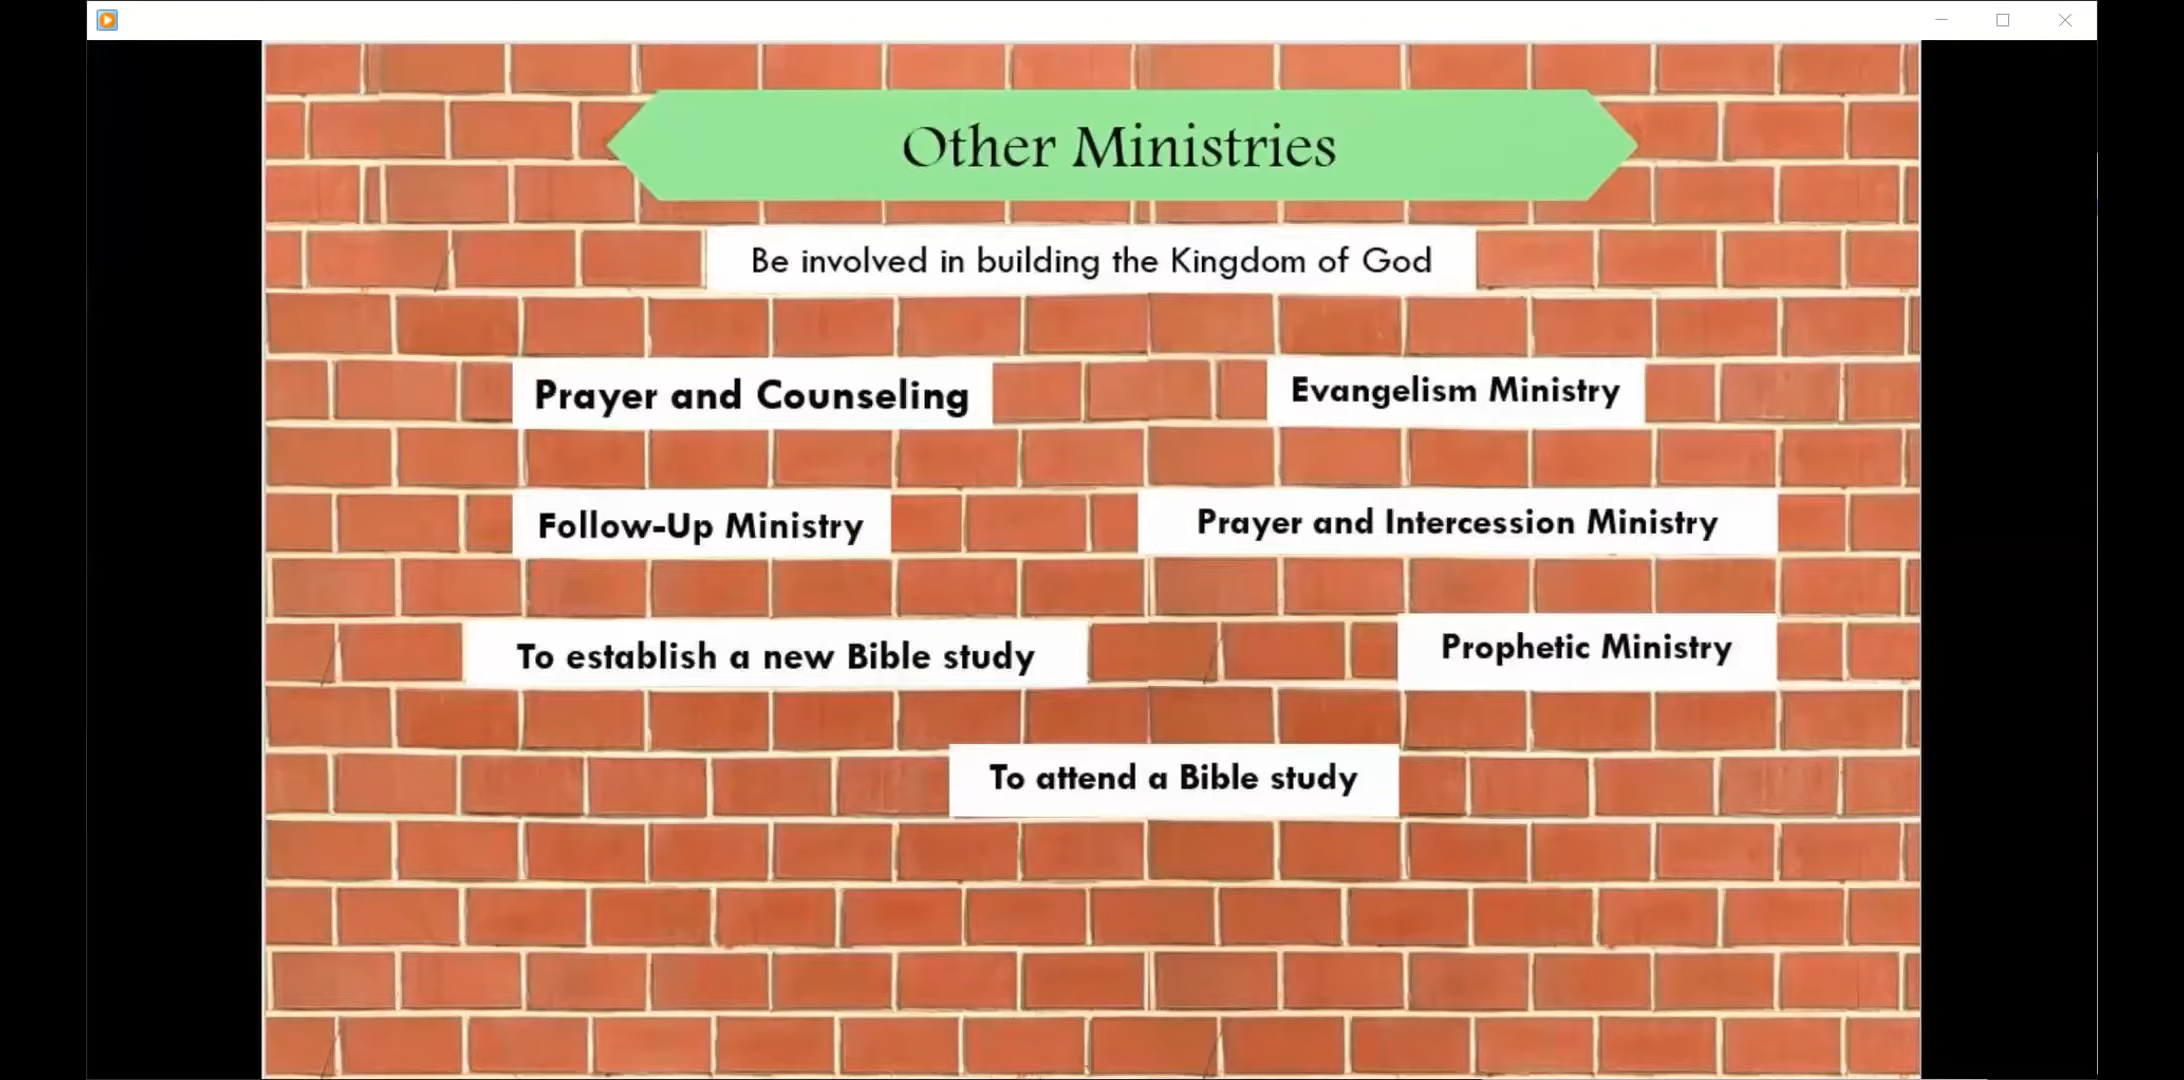 Other Ministries
Be involved in building the Kingdom of God
Prayer and Counseling
Evangelism Ministry
Follow-Up Ministry
Prayer and Intercession Ministry
To establish a new Bible study
Prophetic Ministry
To attend a Bible study